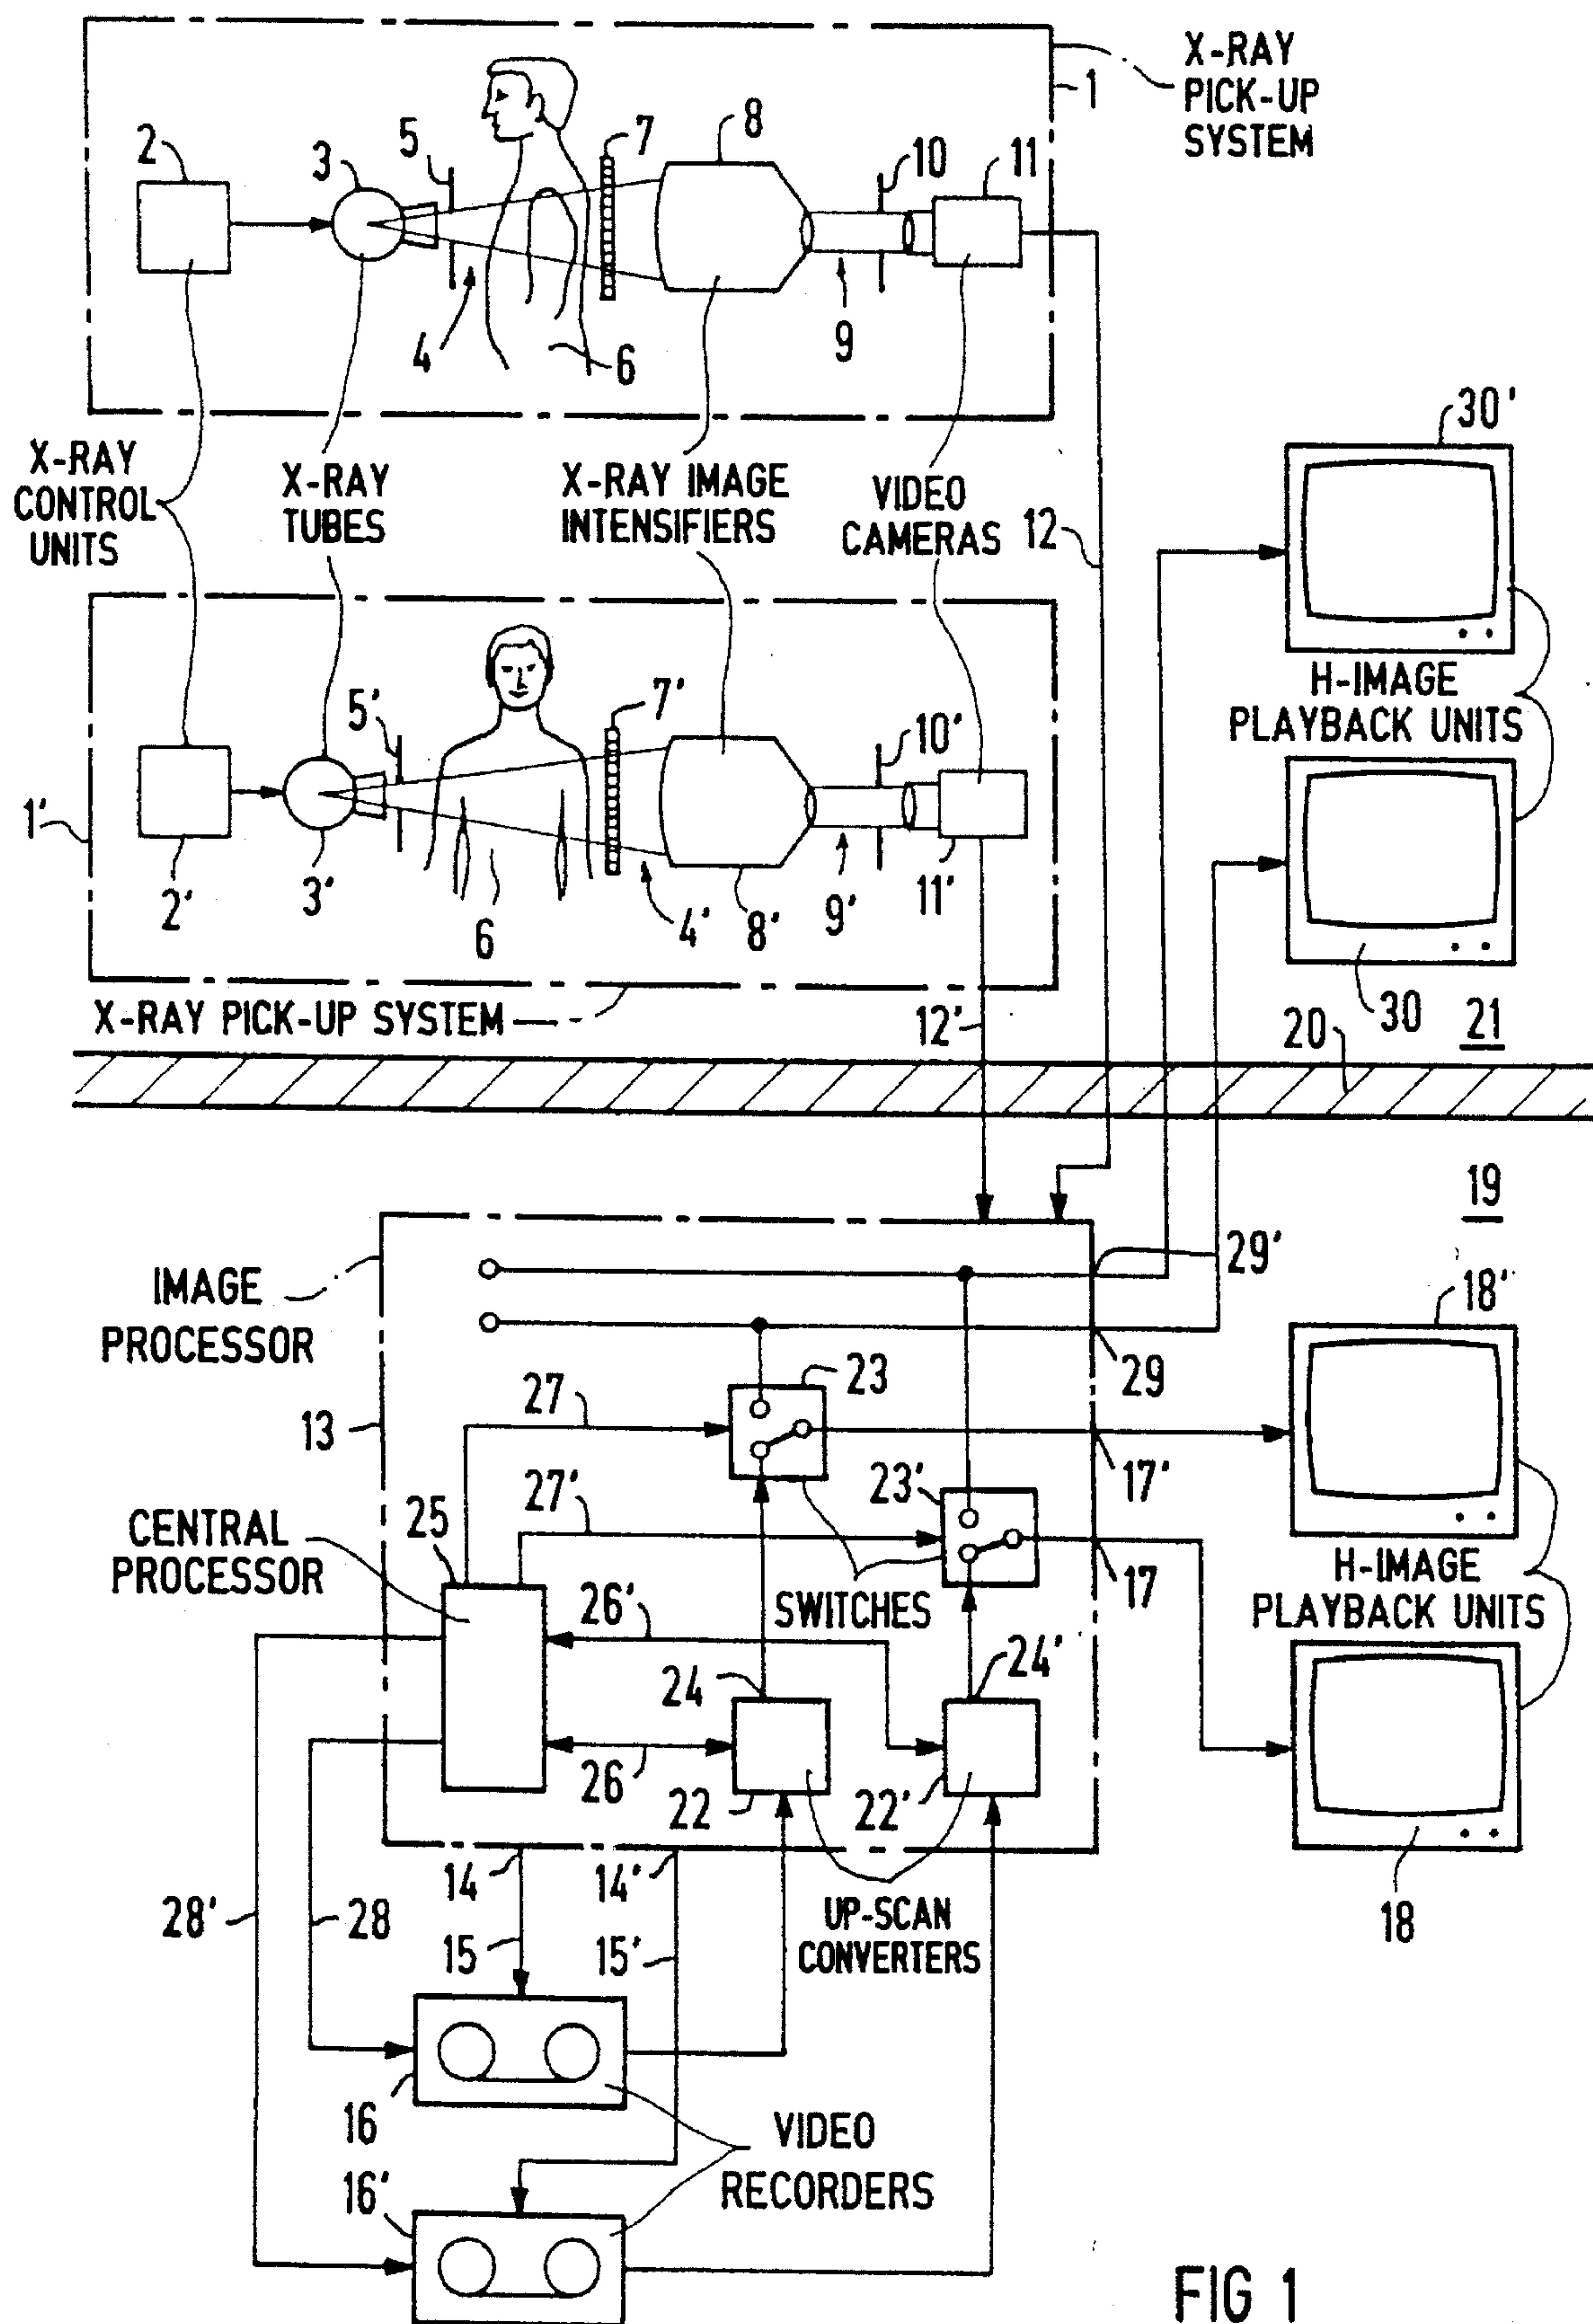 X-RAY
PICK-UP
SYSTEM
1
2
3
5
7
8
10
11
4
6
9
X-RAY
CONTROL
UNITS
X-RAY
TUBES
X-RAY IMAGE
INTENSIFIERS
VIDEO
CAMERAS
12
30'
H-IMAGE
PLAYBACK UNITS
1'
2'
3'
5'
6
7'
4'
8'
9'
10'
11'
X-RAY PICK-UP SYSTEM
12'
30
20
21
19
IMAGE
PROCESSOR
29'
29
18'
13
27
23
17'
27'
23'
17
CENTRAL
PROCESSOR
25
SWITCHES
H-IMAGE
PLAYBACK UNITS
26'
24
24'
26
22
22'
18
14
14'
28'
28
15
15'
UP-SCAN
CONVERTERS
16
VIDEO
RECORDERS
16'
FIG 1